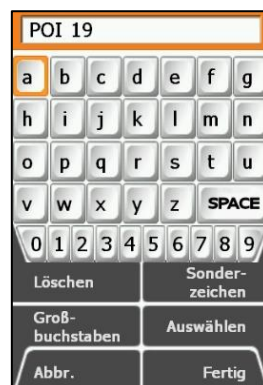 POI 19
a b c d e f g
h i j k l m n
o p q r s t u
v w x y z SPACE
0 1 2 3 4 5 6 7 8 9
Löschen
Sonder-
zeichen
Groß-
buchstaben
Auswählen
Abbr.
Fertig